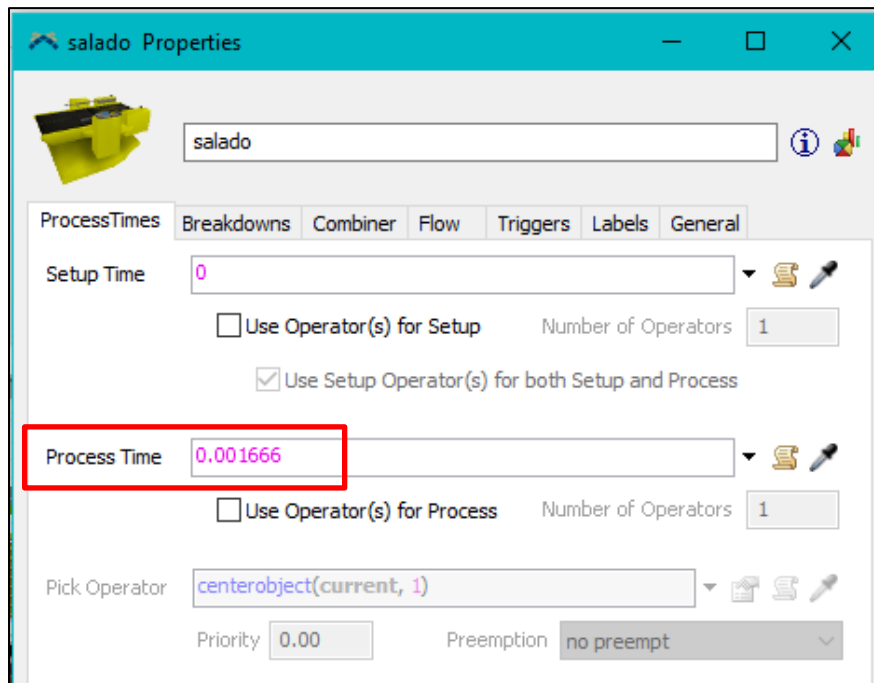 salado Properties
salado
ProcessTimes Breakdowns Combiner Flow Triggers Labels General
Setup Time 0
Use Operator(s) for Setup Number of Operators 1
Use Setup Operator(s) for both Setup and Process
Process Time 0.001666
Use Operator(s) for Process Number of Operators 1
Pick Operator centerobject(current, 1)
Priority 0.00 Preemption no preempt